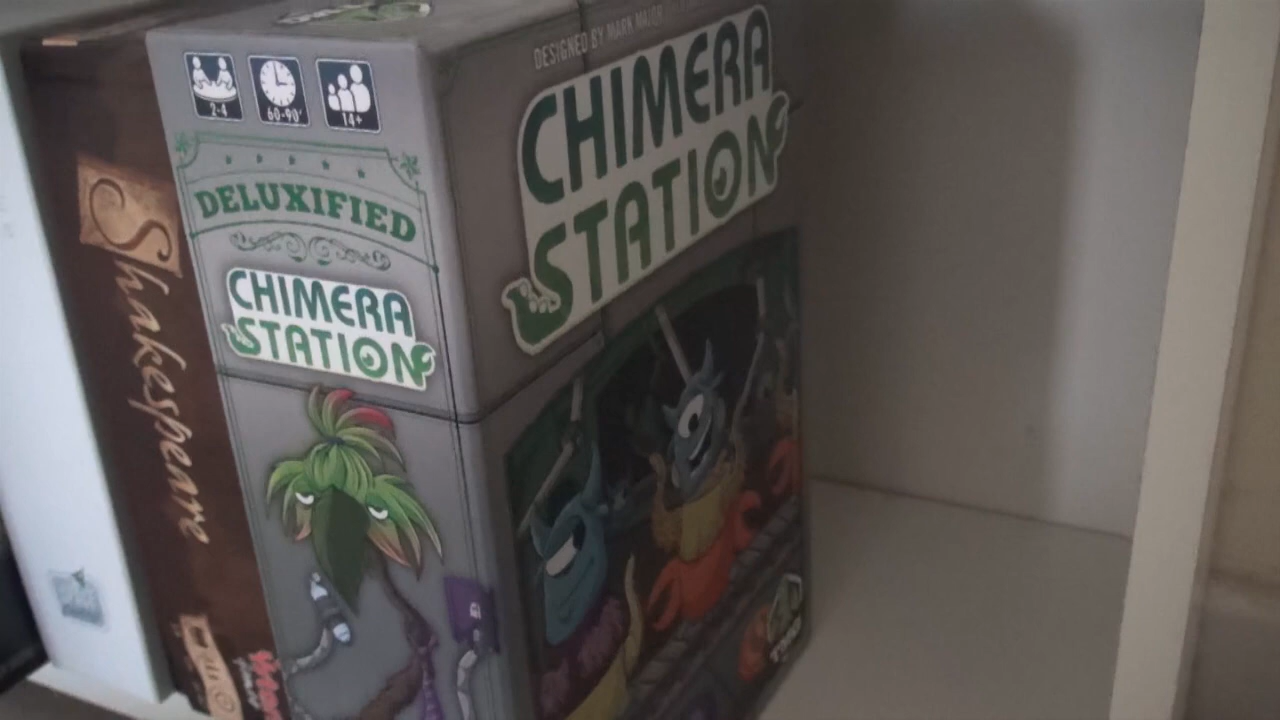 Shakespeare
2-4
60-90'
14+
DELUXIFIED
CHIMERA
STATION
DESIGNED BY MARK MAJOR
CHIMERA
STATION